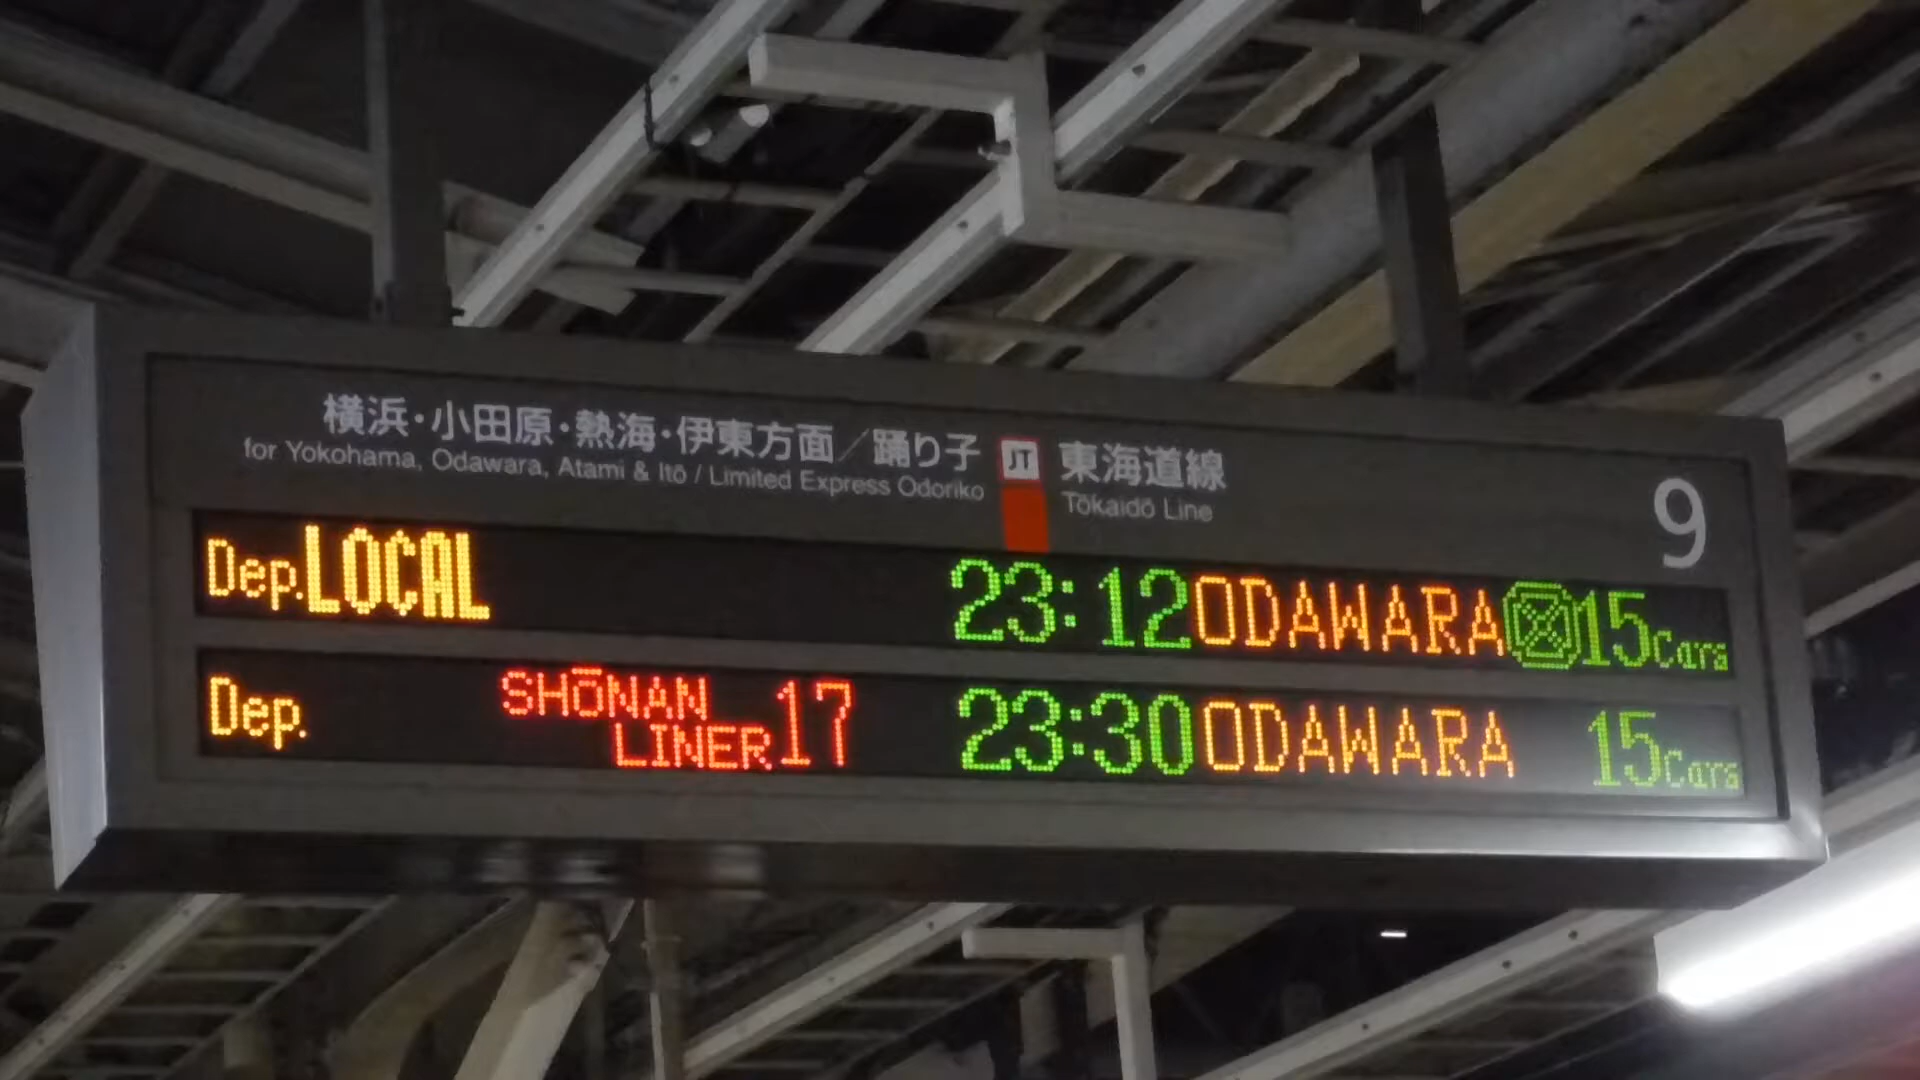 横浜・小田原・熱海・伊東方面／踊り子 JT 東海道線
for Yokohama, Odawara, Atami & Itō / Limited Express Odoriko Tōkaidō Line
9
Dep. LOCAL 23:12 ODAWARA 15Cars
Dep. SHŌNAN LINER 17 23:30 ODAWARA 15Cars